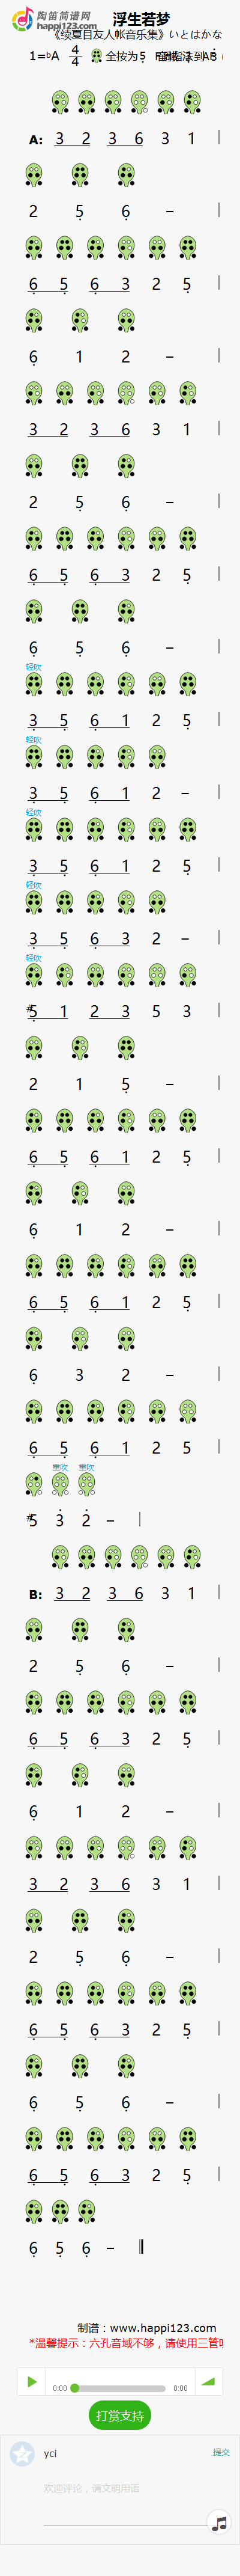 陶笛简谱网
happi123.com
浮生若梦
《续夏目友人帐音乐集》いとはかな
1=♭A 4/4 全按为5̣
A: 3 2 3 6 3 1 |
2 5̣ 6̣ – |
6̣ 5̣ 6̣ 3 2 5̣ |
6̣ 1 2 – |
3 2 3 6 3 1 |
2 5̣ 6̣ – |
6̣ 5̣ 6̣ 3 2 5̣ |
6̣ 5̣ 6̣ – |
轻吹
3̣ 5̣ 6̣ 1 2 5̣ |
轻吹
3̣ 5̣ 6̣ 1 2 – |
轻吹
3̣ 5̣ 6̣ 1 2 5̣ |
轻吹
3̣ 5̣ 6̣ 3 2 – |
轻吹
#5̣ 1 2 3 5 3 |
2 1 5̣ – |
6̣ 5̣ 6̣ 1 2 5̣ |
6̣ 1 2 – |
6̣ 5̣ 6̣ 1 2 5̣ |
6̣ 3 2 – |
6̣ 5̣ 6̣ 1 2 5 |
重吹 重吹
#5 3̇ 2̇ – |
B: 3 2 3 6 3 1 |
2 5̣ 6̣ – |
6̣ 5̣ 6̣ 3 2 5̣ |
6̣ 1 2 – |
3 2 3 6 3 1 |
2 5̣ 6̣ – |
6̣ 5̣ 6̣ 3 2 5̣ |
6̣ 5̣ 6̣ – |
6̣ 5̣ 6̣ 3 2 5̣ |
6̣ 5̣ 6̣ – ‖
制谱：www.happi123.com
*温馨提示：六孔音域不够，请使用三管
0:00 0:00
打赏支持
yci 提交
欢迎评论，请文明用语